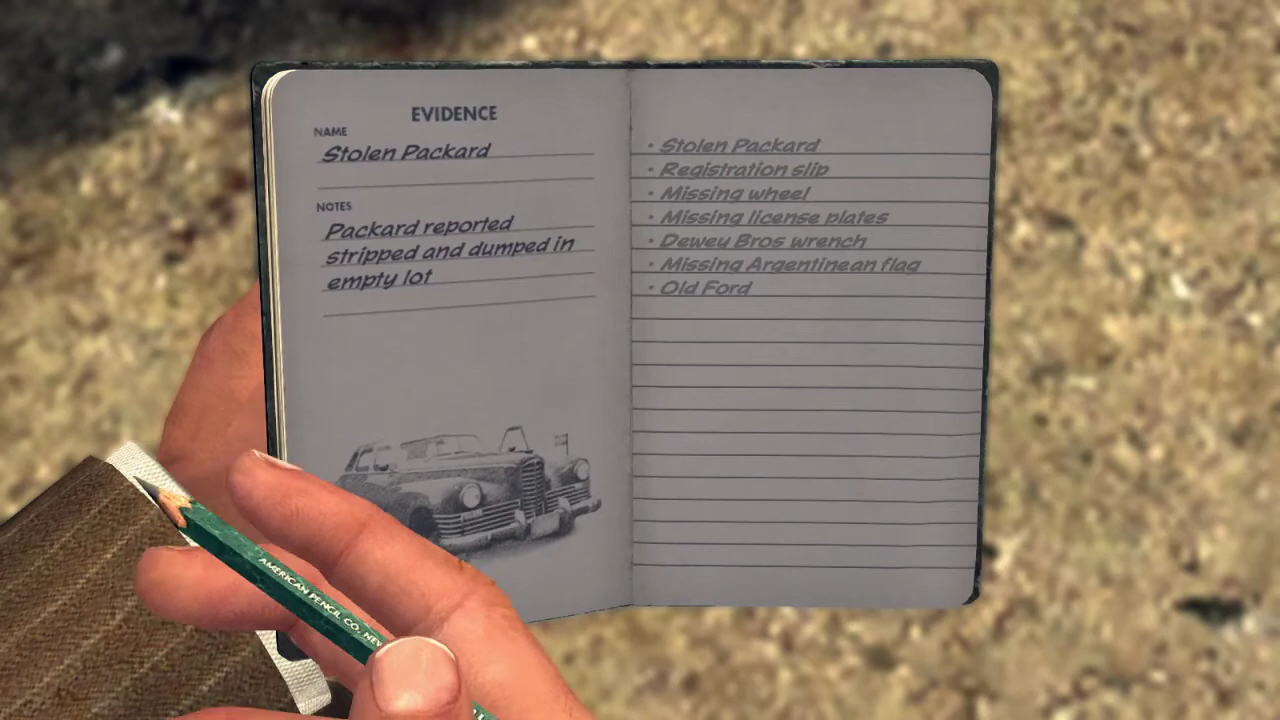 EVIDENCE
NAME
Stolen Packard
NOTES
Packard reported
stripped and dumped in
empty lot
• Stolen Packard
• Registration slip
• Missing wheel
• Missing license plates
• Dewey Bros wrench
• Missing Argentinean flag
• Old Ford
AMERICAN PENCIL CO. NEW